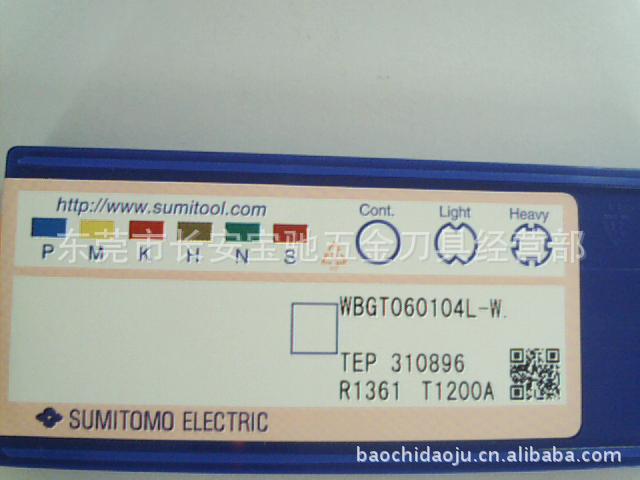 http://www.sumitool.com
Cont. Light Heavy
P M K H N S
东莞市长安宝驰五金刀具经营部
WBGT060104L-W.
TEP 310896
R1361 T1200A
SUMITOMO ELECTRIC
baochidaoju.cn.alibaba.com